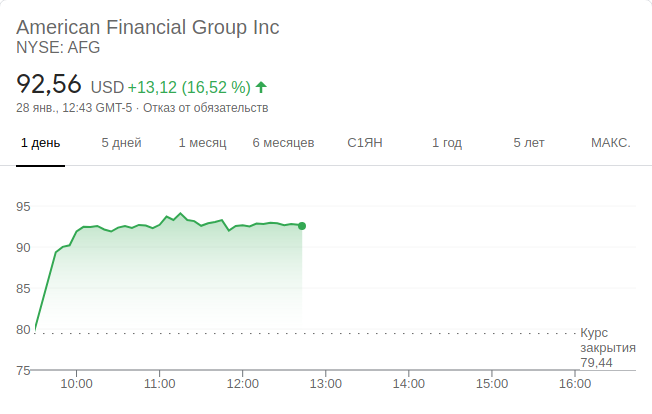 American Financial Group Inc
NYSE: AFG
92,56 USD +13,12 (16,52 %)
28 янв., 12:43 GMT-5 · Отказ от обязательств
1 день 5 дней 1 месяц 6 месяцев С1ЯН 1 год 5 лет МАКС.
95
90
85
80
Курс
закрытия
79,44
75
10:00 11:00 12:00 13:00 14:00 15:00 16:00